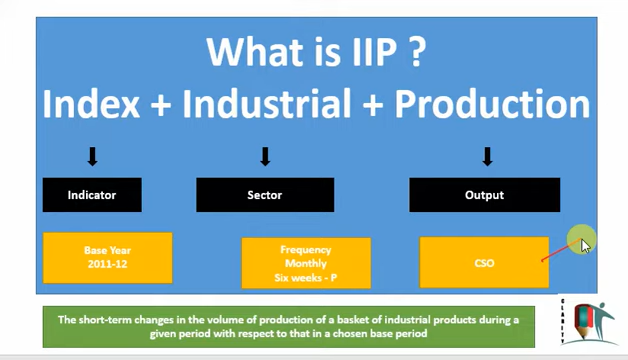 What is IIP ?
Index + Industrial + Production
Indicator
Sector
Output
Base Year
2011-12
Frequency
Monthly
Six weeks - P
CSO
The short-term changes in the volume of production of a basket of industrial products during a
given period with respect to that in a chosen base period
CLARITY